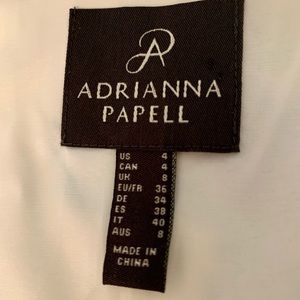 ADRIANNA
PAPELL
US 4
CAN 4
UK 8
EU/FR 36
DE 34
ES 38
IT 40
AUS 8
MADE IN
CHINA